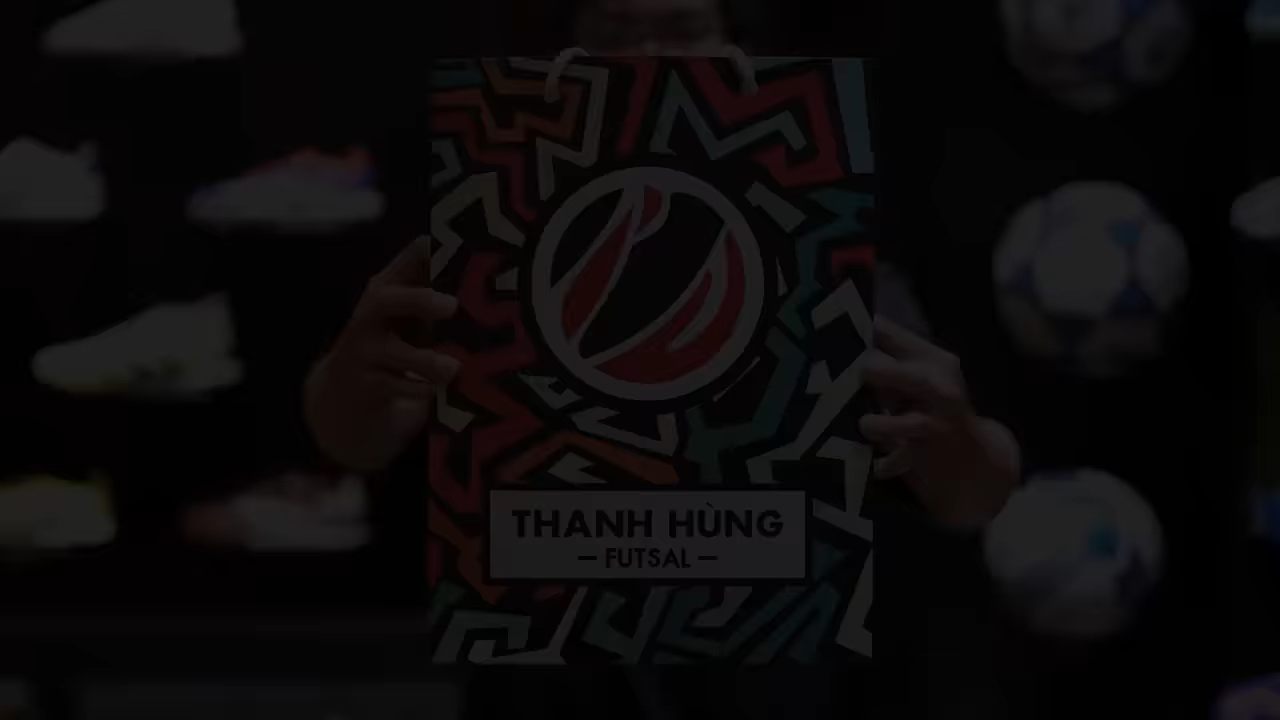 THANH HÙNG
— FUTSAL —